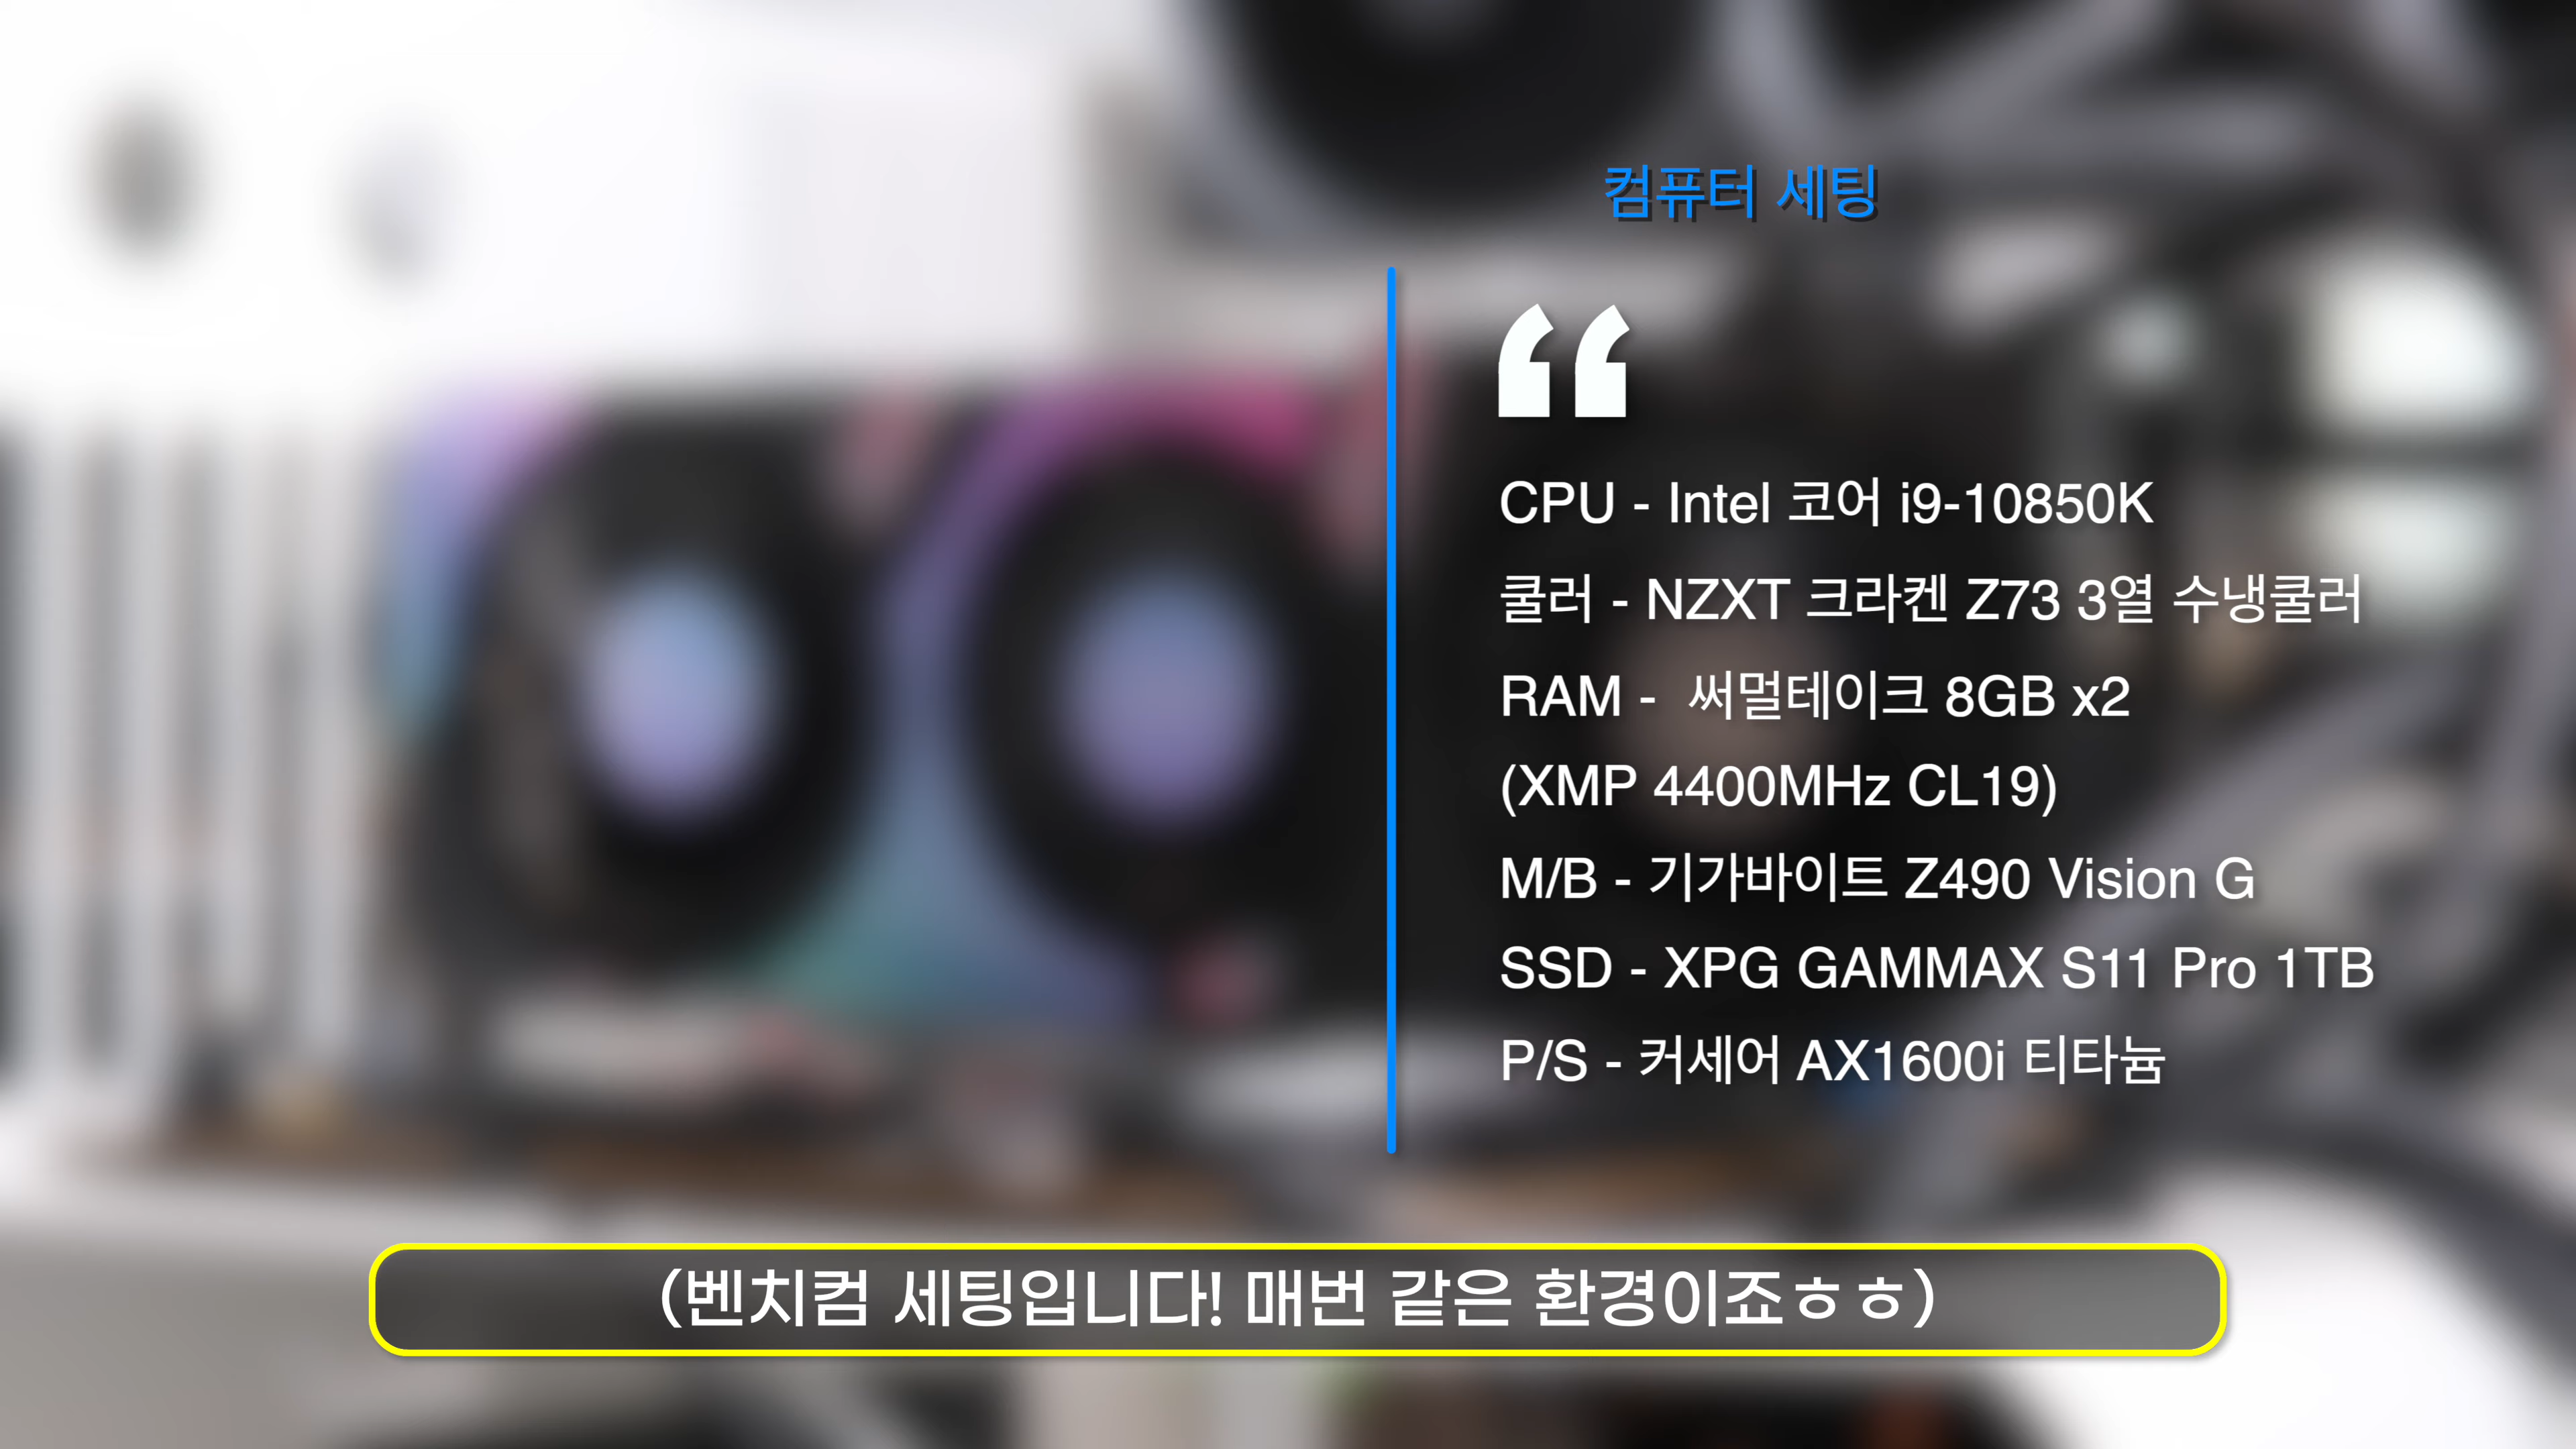 컴퓨터 세팅
“
CPU - Intel 코어 i9-10850K
쿨러 - NZXT 크라켄 Z73 3열 수냉쿨러
RAM -  써멀테이크 8GB x2
(XMP 4400MHz CL19)
M/B - 기가바이트 Z490 Vision G
SSD - XPG GAMMAX S11 Pro 1TB
P/S - 커세어 AX1600i 티타늄
(벤치컴 세팅입니다! 매번 같은 환경이죠ㅎㅎ)